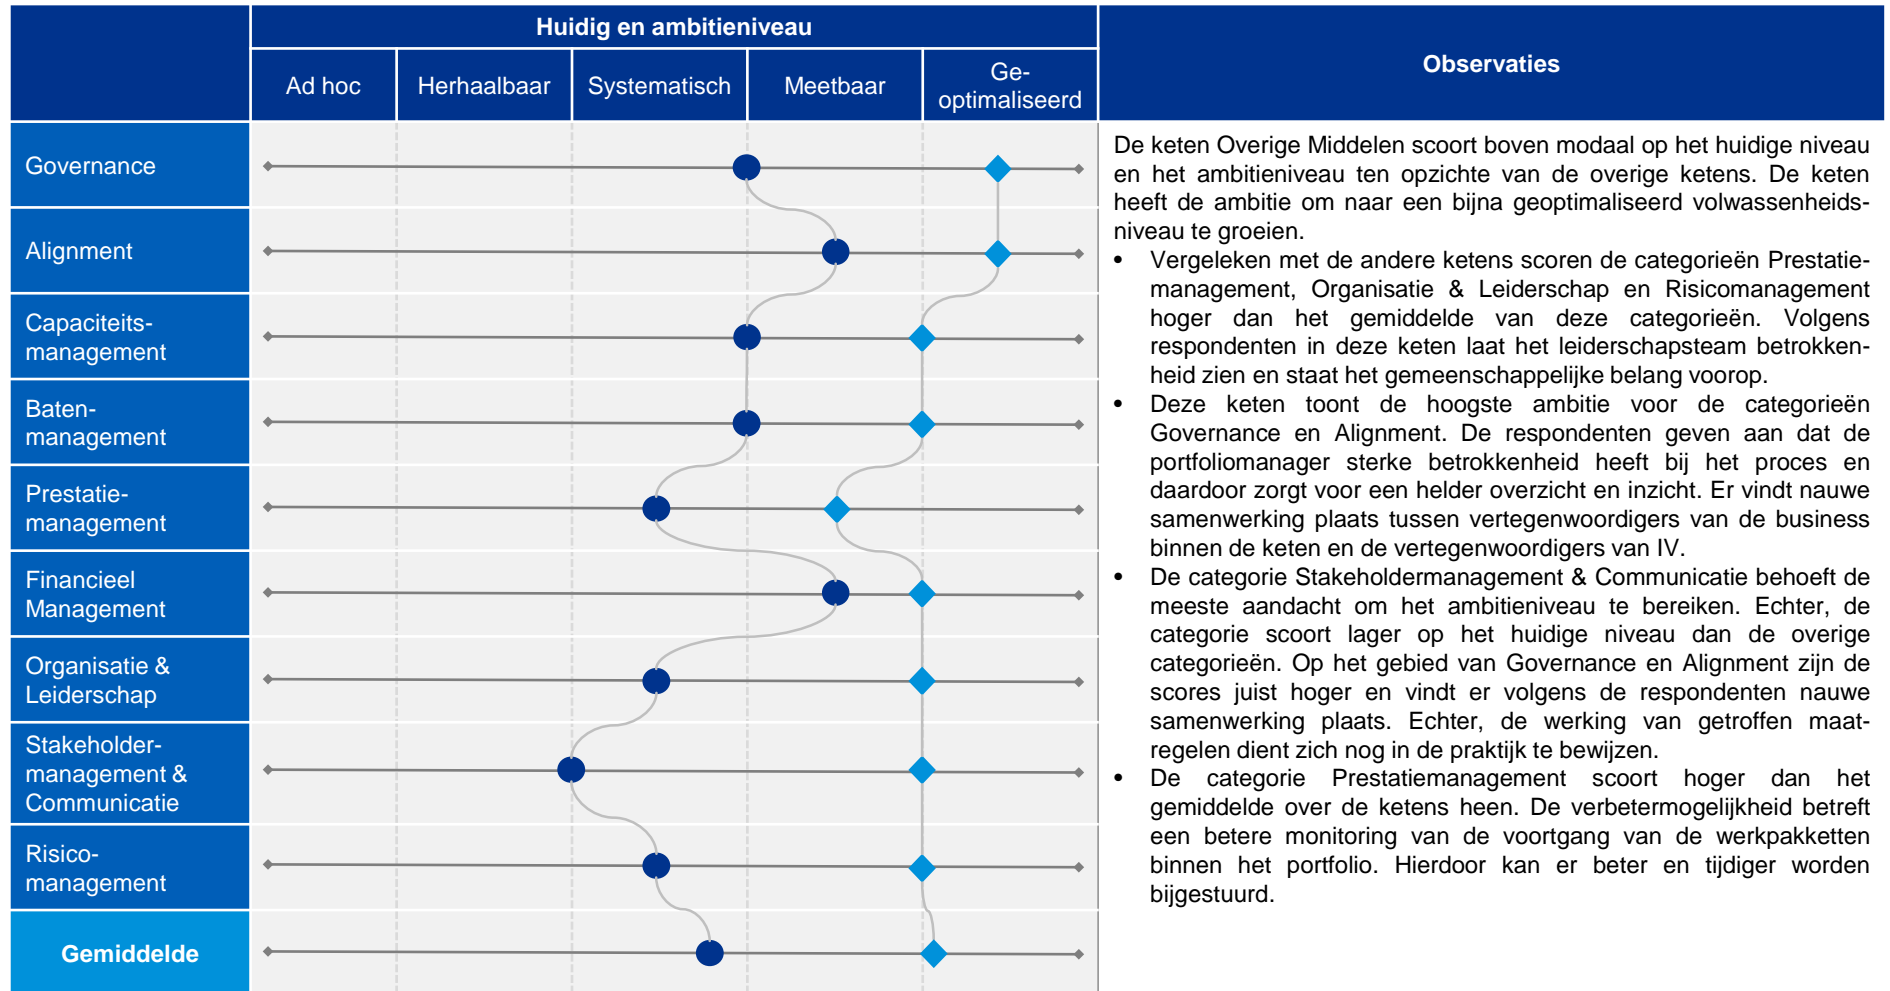 Huidig en ambitieniveau
Observaties
Ad hoc
Herhaalbaar
Systematisch
Meetbaar
Ge-
optimaliseerd
Governance
Alignment
Capaciteits-
management
Baten-
management
Prestatie-
management
Financieel
Management
Organisatie &
Leiderschap
Stakeholder-
management &
Communicatie
Risico-
management
Gemiddelde
De keten Overige Middelen scoort boven modaal op het huidige niveau
en het ambitieniveau ten opzichte van de overige ketens. De keten
heeft de ambitie om naar een bijna geoptimaliseerd volwassenheids-
niveau te groeien.
• Vergeleken met de andere ketens scoren de categorieën Prestatie-
management, Organisatie & Leiderschap en Risicomanagement
hoger dan het gemiddelde van deze categorieën. Volgens
respondenten in deze keten laat het leiderschapsteam betrokken-
heid zien en staat het gemeenschappelijke belang voorop.
• Deze keten toont de hoogste ambitie voor de categorieën
Governance en Alignment. De respondenten geven aan dat de
portfoliomanager sterke betrokkenheid heeft bij het proces en
daardoor zorgt voor een helder overzicht en inzicht. Er vindt nauwe
samenwerking plaats tussen vertegenwoordigers van de business
binnen de keten en de vertegenwoordigers van IV.
• De categorie Stakeholdermanagement & Communicatie behoeft de
meeste aandacht om het ambitieniveau te bereiken. Echter, de
categorie scoort lager op het huidige niveau dan de overige
categorieën. Op het gebied van Governance en Alignment zijn de
scores juist hoger en vindt er volgens de respondenten nauwe
samenwerking plaats. Echter, de werking van getroffen maat-
regelen dient zich nog in de praktijk te bewijzen.
• De categorie Prestatiemanagement scoort hoger dan het
gemiddelde over de ketens heen. De verbetermogelijkheid betreft
een betere monitoring van de voortgang van de werkpakketten
binnen het portfolio. Hierdoor kan er beter en tijdiger worden
bijgestuurd.